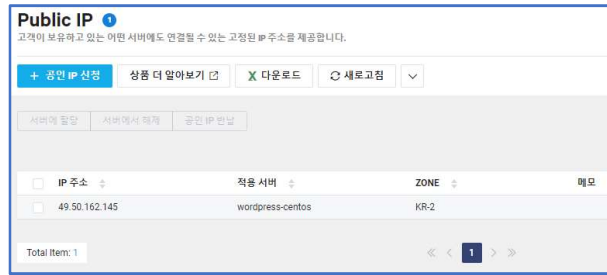 Public IP 1
고객이 보유하고 있는 어떤 서버에도 연결될 수 있는 고정된 IP 주소를 제공합니다.
+ 공인 IP 신청 상품 더 알아보기 X 다운로드 새로고침
서버에 할당 서버에서 해제 공인 IP 반납
IP 주소 적용 서버 ZONE 메모
49.50.162.145 wordpress-centos KR-2
Total Item: 1 « < 1 > »